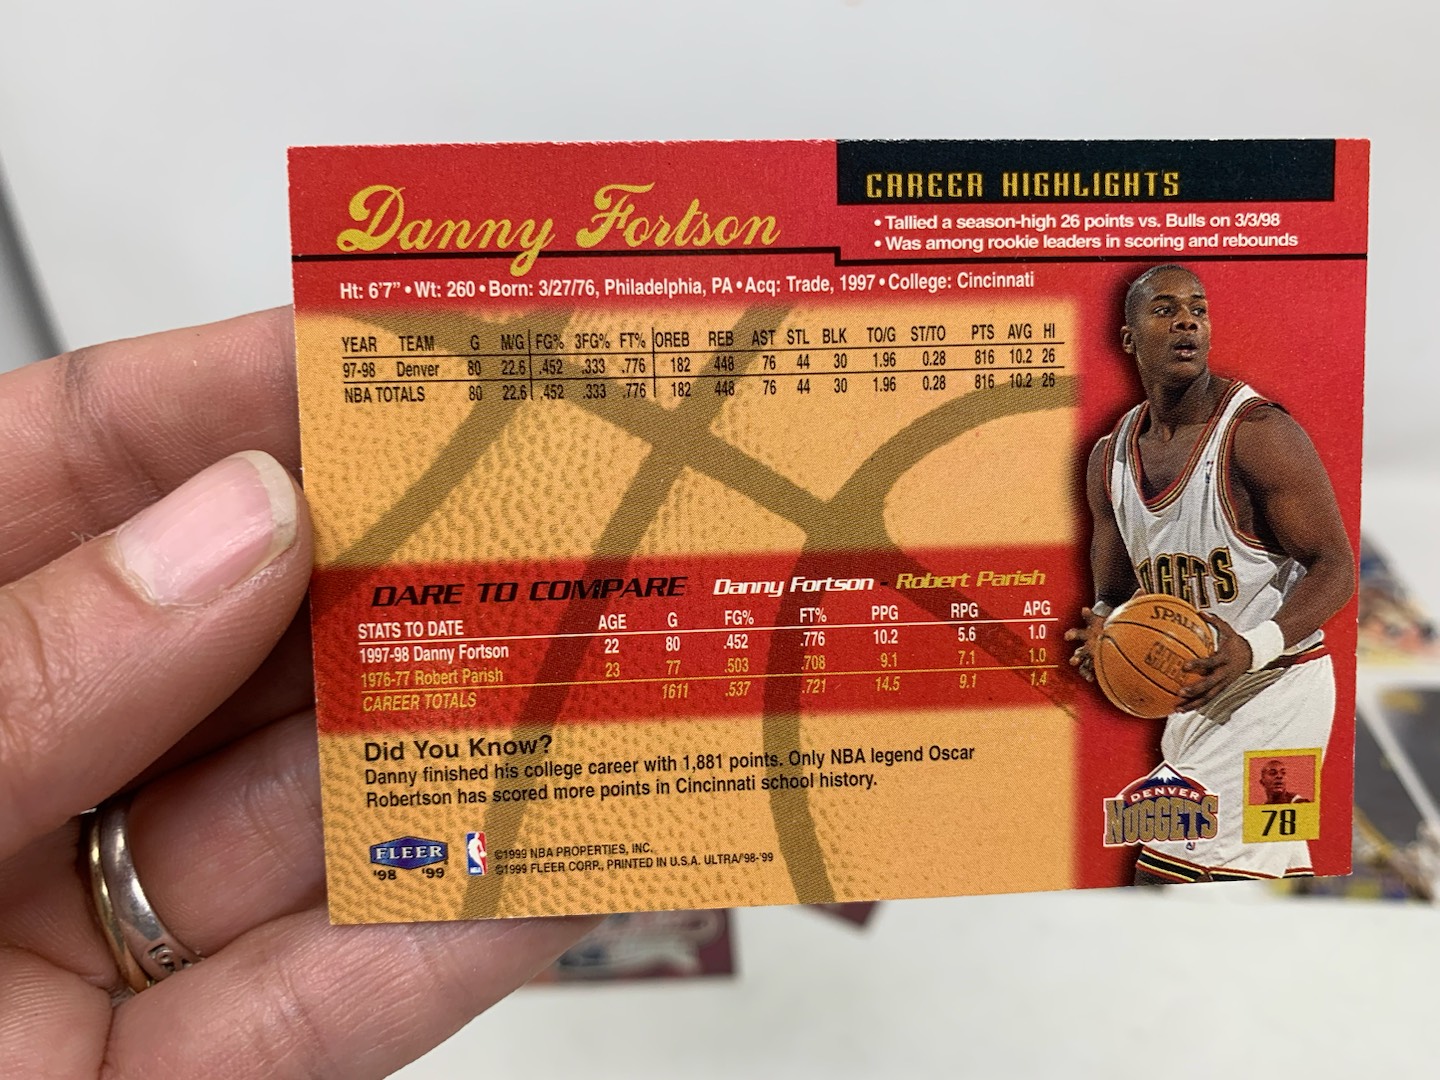 Danny Fortson
CAREER HIGHLIGHTS
• Tallied a season-high 26 points vs. Bulls on 3/3/98
• Was among rookie leaders in scoring and rebounds
Ht: 6'7" • Wt: 260 • Born: 3/27/76, Philadelphia, PA • Acq: Trade, 1997 • College: Cincinnati
YEAR TEAM G M/G FG% 3FG% FT% OREB REB AST STL BLK TO/G ST/TO PTS AVG HI
97-98 Denver 80 22.6 .452 .333 .776 182 448 76 44 30 1.96 0.28 816 10.2 26
NBA TOTALS 80 22.6 .452 .333 .776 182 448 76 44 30 1.96 0.28 816 10.2 26
DARE TO COMPARE Danny Fortson - Robert Parish
STATS TO DATE AGE G FG% FT% PPG RPG APG
1997-98 Danny Fortson 22 80 .452 .776 10.2 5.6 1.0
1976-77 Robert Parish 23 77 .503 .708 9.1 7.1 1.0
CAREER TOTALS 1611 .537 .721 14.5 9.1 1.4
Did You Know?
Danny finished his college career with 1,881 points. Only NBA legend Oscar
Robertson has scored more points in Cincinnati school history.
FLEER
'98 '99
NBA
©1999 NBA PROPERTIES, INC.
©1999 FLEER CORP., PRINTED IN U.S.A. ULTRA/'98-'99
SPALDING
DENVER
NUGGETS
78